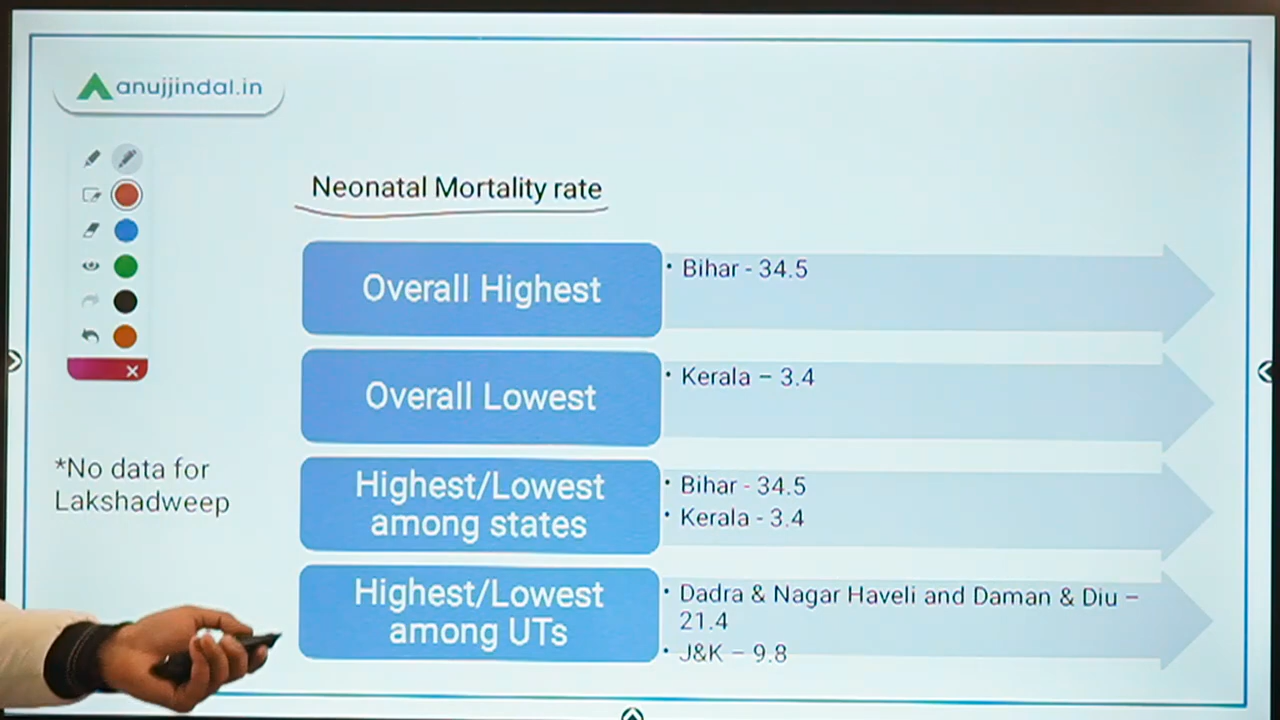 anujjindal.in
Neonatal Mortality rate
Overall Highest
• Bihar - 34.5
Overall Lowest
• Kerala – 3.4
*No data for
Lakshadweep
Highest/Lowest
among states
• Bihar - 34.5
• Kerala - 3.4
Highest/Lowest
among UTs
• Dadra & Nagar Haveli and Daman & Diu –
21.4
• J&K – 9.8